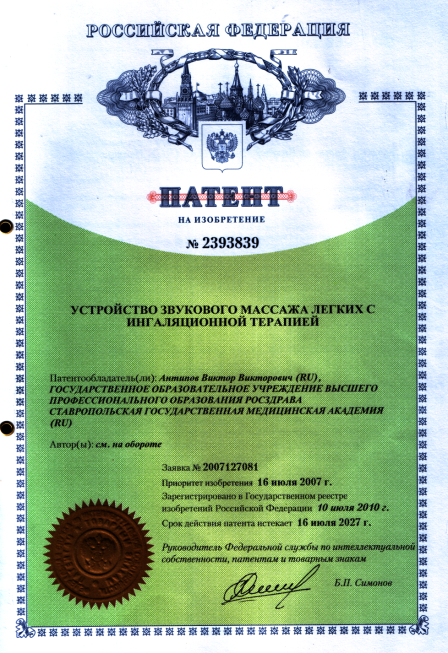 РОССИЙСКАЯ ФЕДЕРАЦИЯ
ПАТЕНТ
НА ИЗОБРЕТЕНИЕ
№ 2393839
УСТРОЙСТВО ЗВУКОВОГО МАССАЖА ЛЕГКИХ С
ИНГАЛЯЦИОННОЙ ТЕРАПИЕЙ
Патентообладатель(ли): Антипов Виктор Викторович (RU),
ГОСУДАРСТВЕННОЕ ОБРАЗОВАТЕЛЬНОЕ УЧРЕЖДЕНИЕ ВЫСШЕГО
ПРОФЕССИОНАЛЬНОГО ОБРАЗОВАНИЯ РОСЗДРАВА
СТАВРОПОЛЬСКАЯ ГОСУДАРСТВЕННАЯ МЕДИЦИНСКАЯ АКАДЕМИЯ
(RU)
Автор(ы): см. на обороте
Заявка № 2007127081
Приоритет изобретения 16 июля 2007 г.
Зарегистрировано в Государственном реестре
изобретений Российской Федерации 10 июля 2010 г.
Срок действия патента истекает 16 июля 2027 г.
Руководитель Федеральной службы по интеллектуальной
собственности, патентам и товарным знакам
Б.П. Симонов